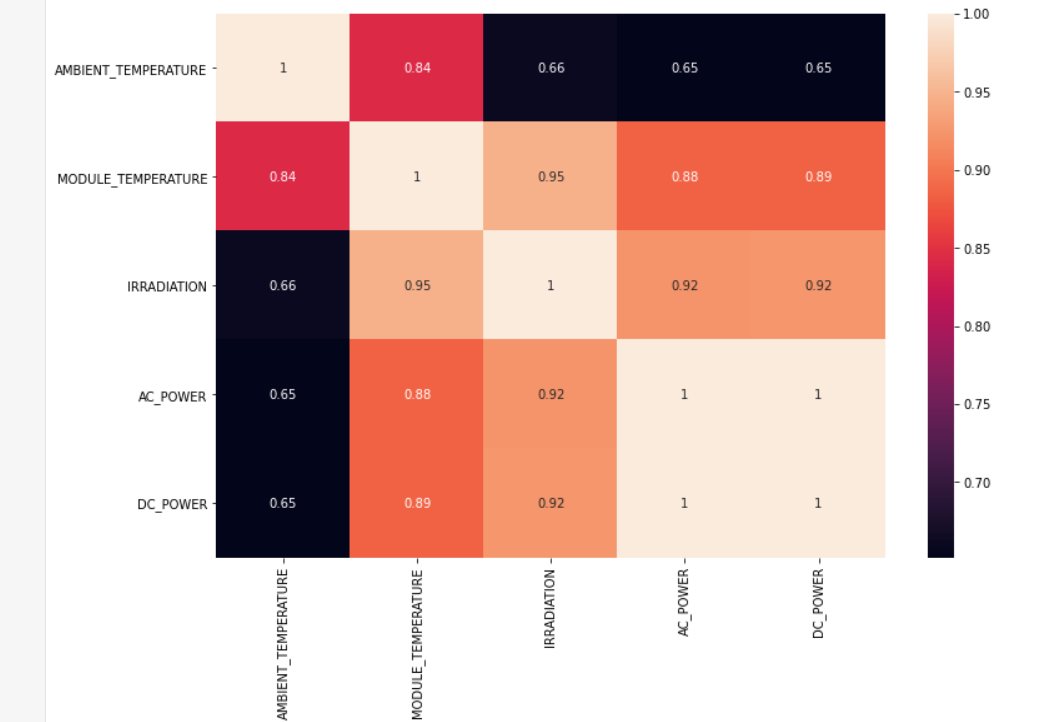 1.00
AMBIENT_TEMPERATURE 1 0.84 0.66 0.65 0.65
0.95
MODULE_TEMPERATURE 0.84 1 0.95 0.88 0.89
0.90
0.85
IRRADIATION 0.66 0.95 1 0.92 0.92
0.80
AC_POWER 0.65 0.88 0.92 1 1
0.75
0.70
DC_POWER 0.65 0.89 0.92 1 1
AMBIENT_TEMPERATURE
MODULE_TEMPERATURE
IRRADIATION
AC_POWER
DC_POWER